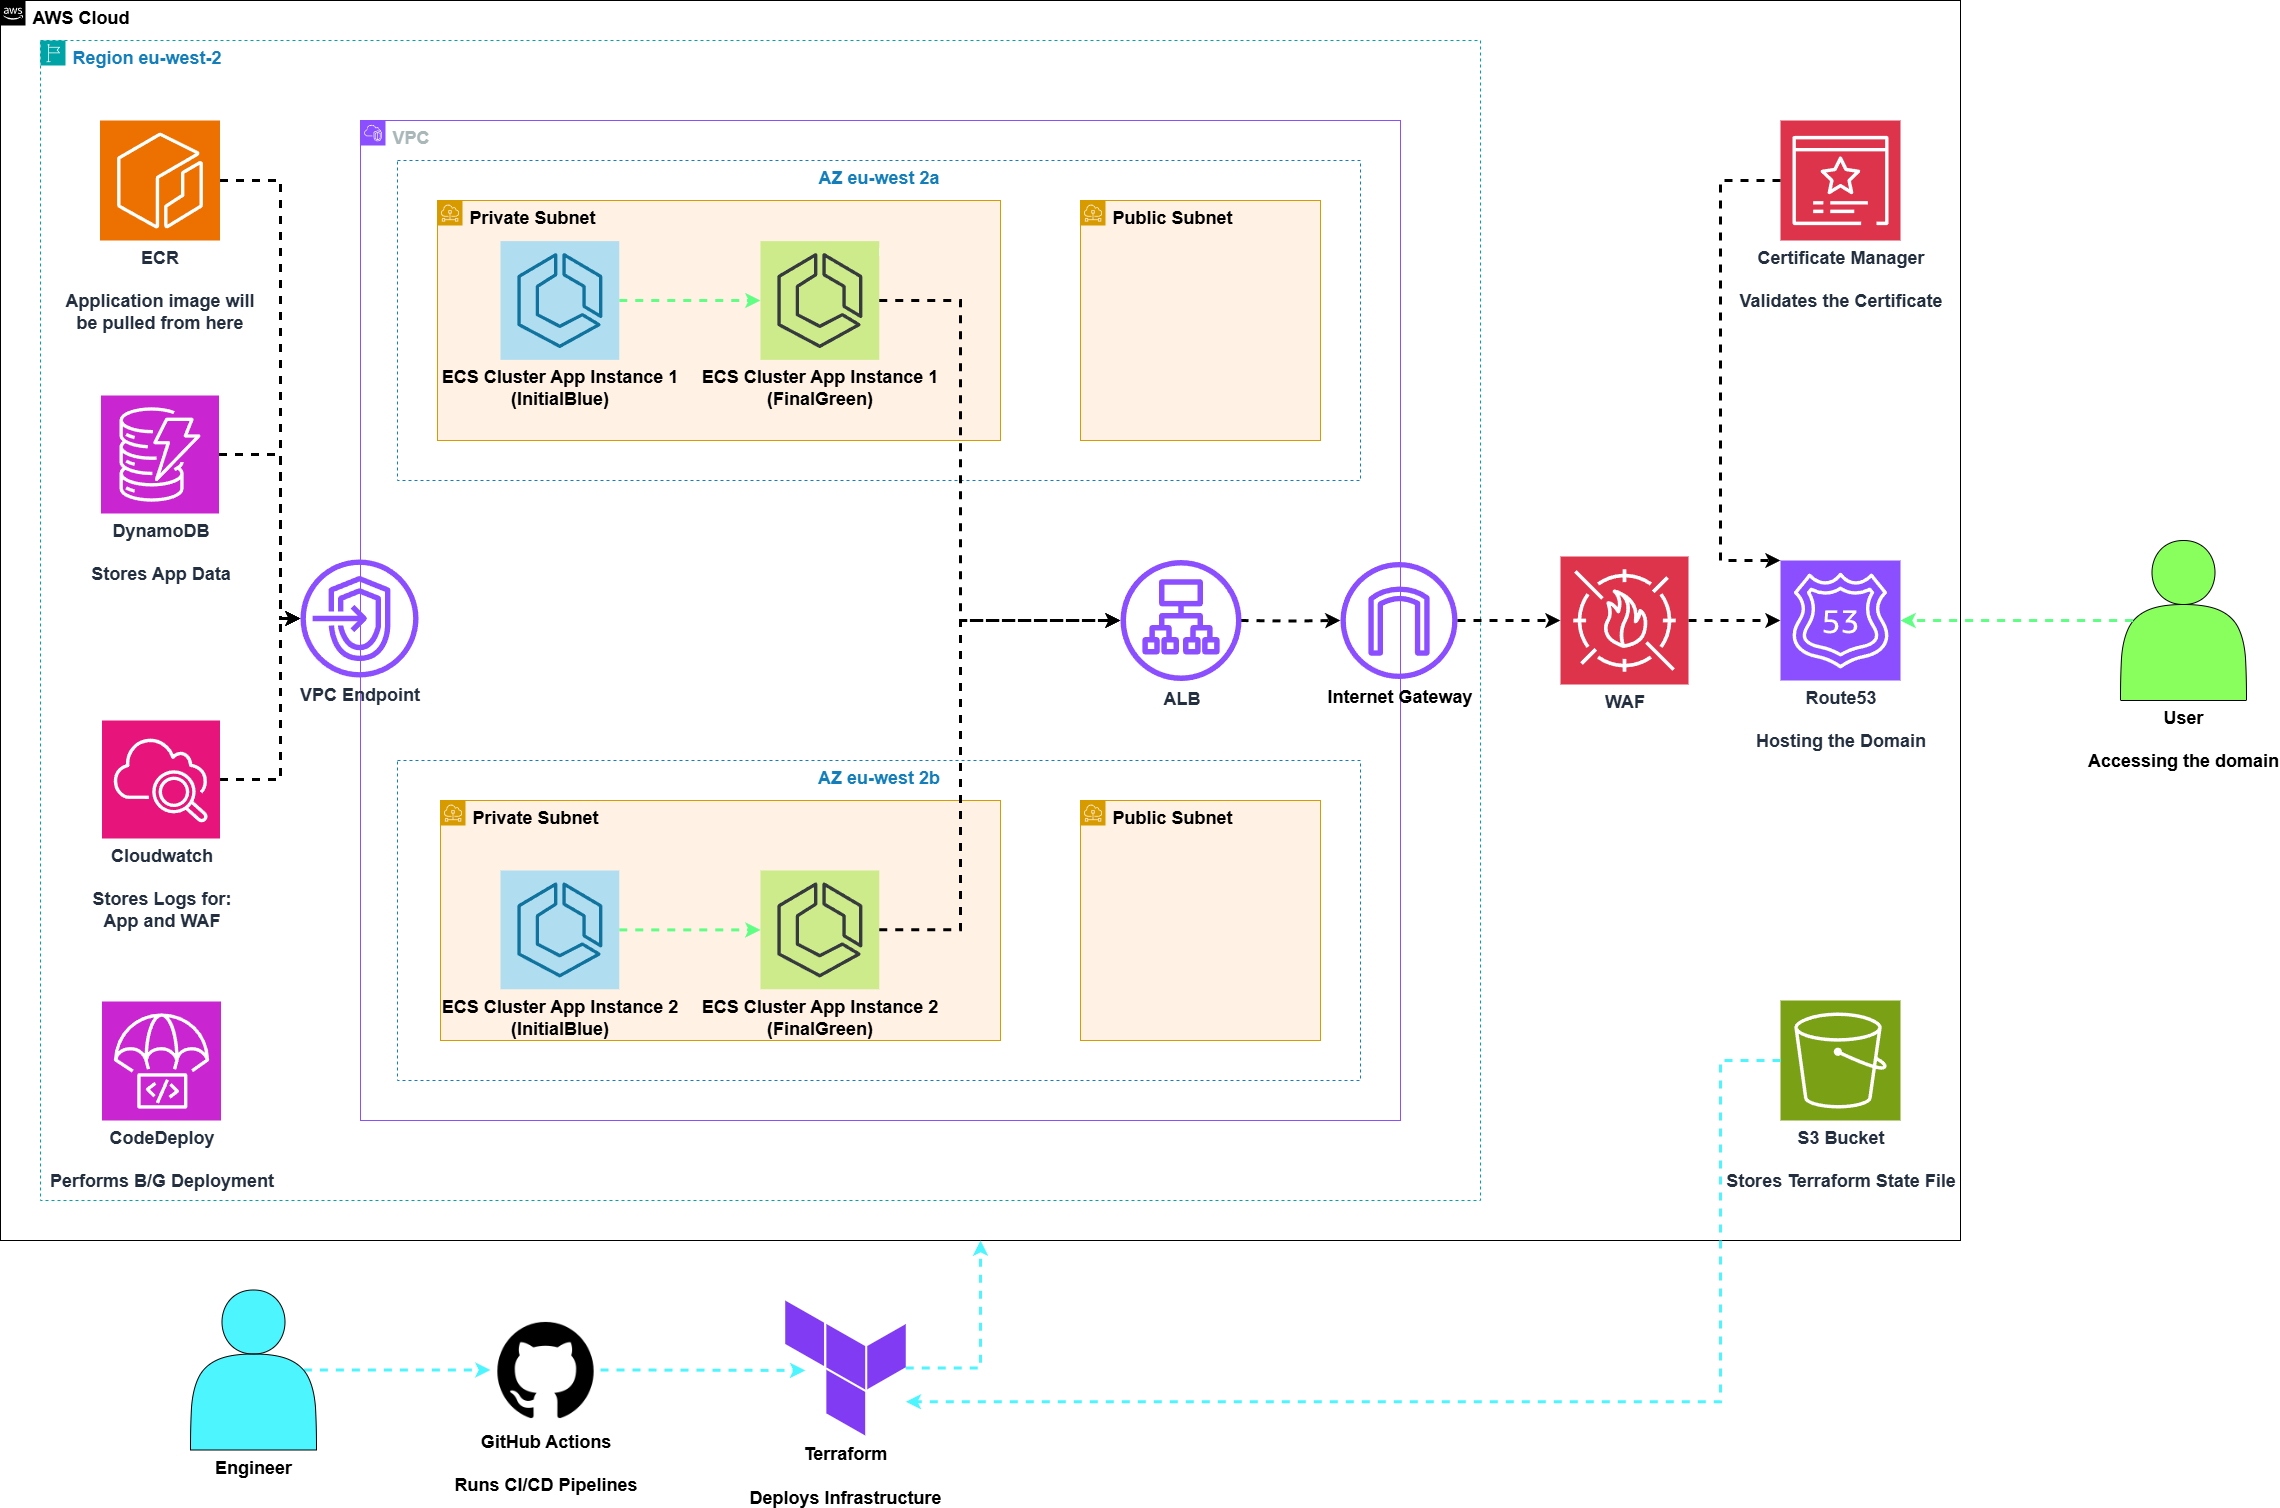 aws
AWS Cloud
Region eu-west-2
ECR
Application image will
be pulled from here
DynamoDB
Stores App Data
Cloudwatch
Stores Logs for:
App and WAF
CodeDeploy
Performs B/G Deployment
VPC Endpoint
VPC
AZ eu-west 2a
Private Subnet
ECS Cluster App Instance 1
(InitialBlue)
ECS Cluster App Instance 1
(FinalGreen)
Public Subnet
ALB
Internet Gateway
AZ eu-west 2b
Private Subnet
ECS Cluster App Instance 2
(InitialBlue)
ECS Cluster App Instance 2
(FinalGreen)
Public Subnet
WAF
Certificate Manager
Validates the Certificate
53
Route53
Hosting the Domain
User
Accessing the domain
S3 Bucket
Stores Terraform State File
Engineer
GitHub Actions
Runs CI/CD Pipelines
Terraform
Deploys Infrastructure